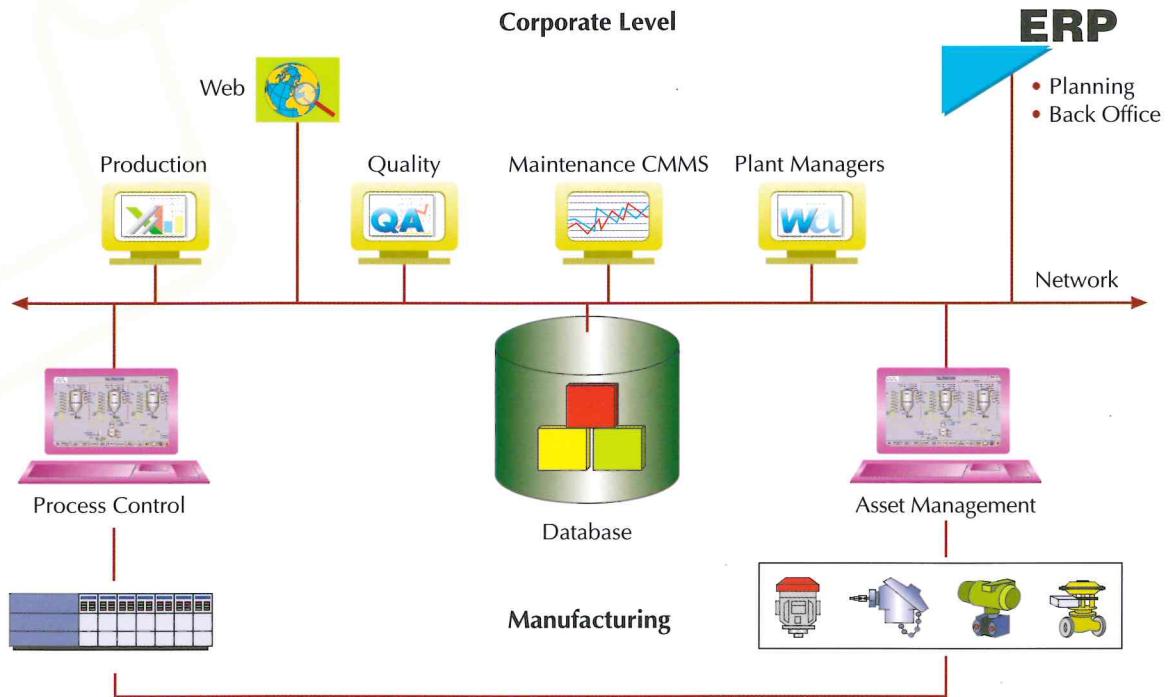 Corporate Level
ERP
• Planning
• Back Office
Web
Production
Quality
Maintenance CMMS
Plant Managers
QA
Network
Process Control
Database
Asset Management
Manufacturing